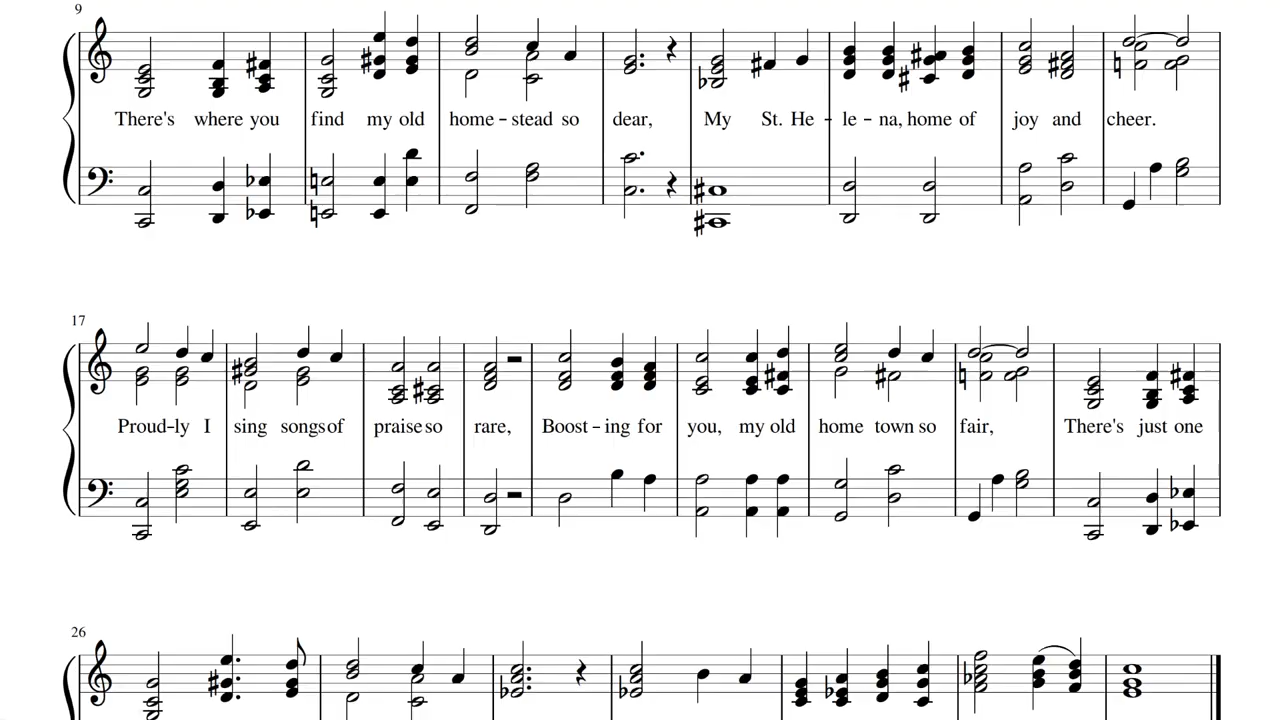 9
There's where you find my old home – stead so dear, My St. He – le – na, home of joy and cheer.
17
Proud–ly I sing songs of praise so rare, Boost – ing for you, my old home town so fair, There's just one
26